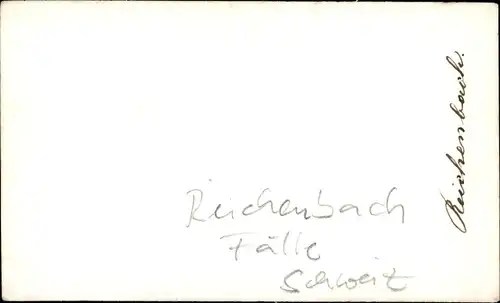 Reichenbach.
Reichenbach
Fälle
Schweiz